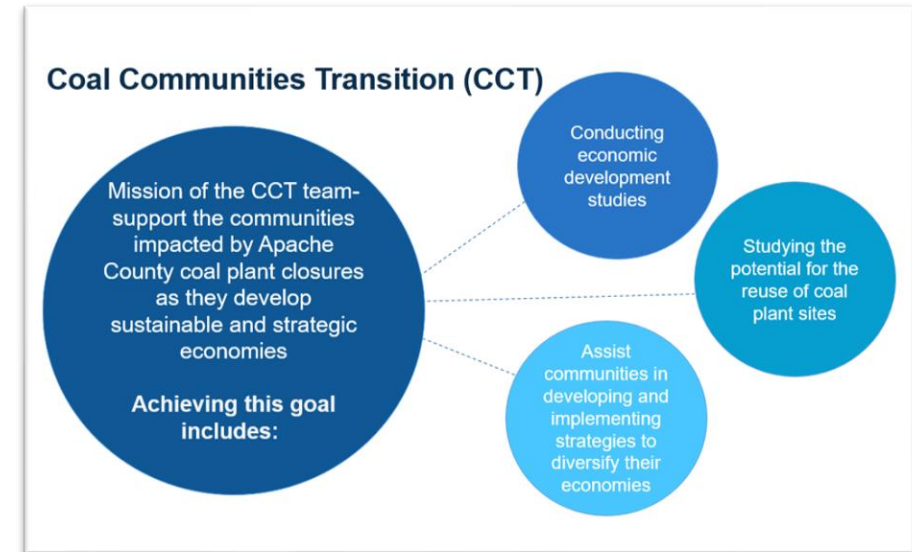 Coal Communities Transition (CCT)
Mission of the CCT team-
support the communities
impacted by Apache
County coal plant closures
as they develop
sustainable and strategic
economies
Achieving this goal
includes:
Conducting
economic
development
studies
Studying the
potential for the
reuse of coal
plant sites
Assist
communities in
developing and
implementing
strategies to
diversify their
economies